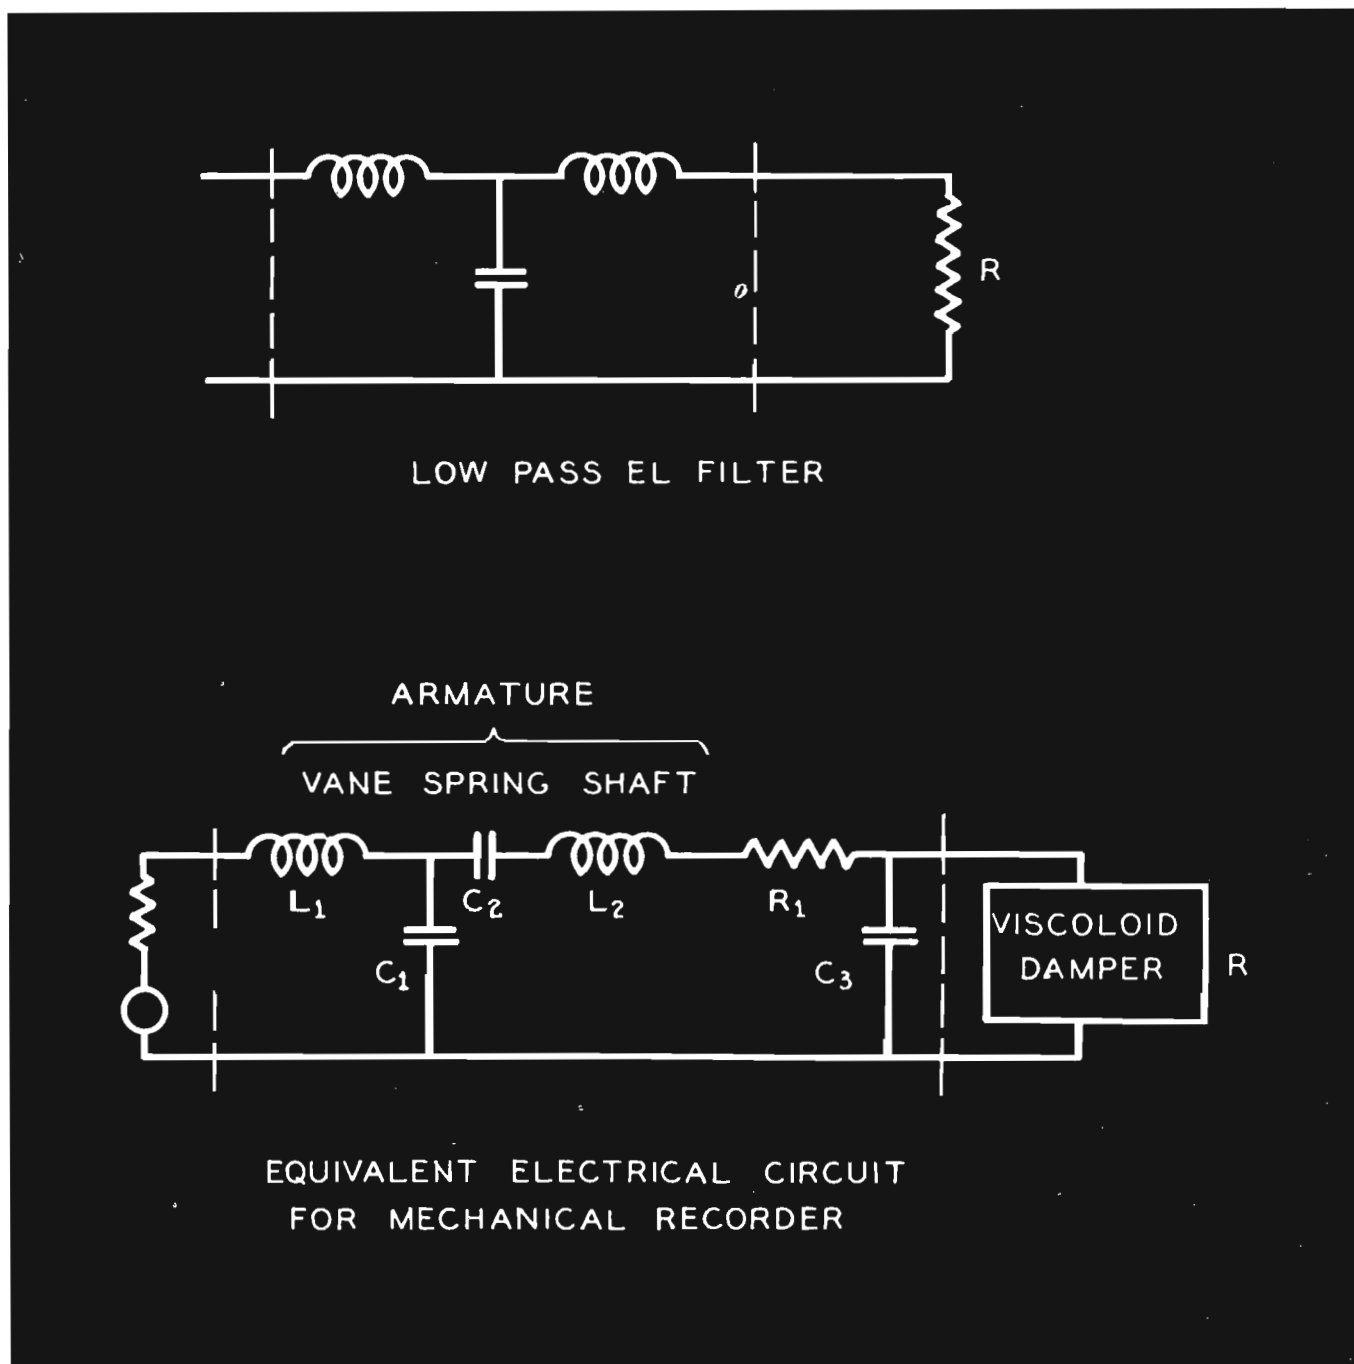 R
LOW PASS EL FILTER
ARMATURE
VANE SPRING SHAFT
L1
C2
L2
R1
C1
C3
VISCOLOID
DAMPER
R
EQUIVALENT ELECTRICAL CIRCUIT
FOR MECHANICAL RECORDER